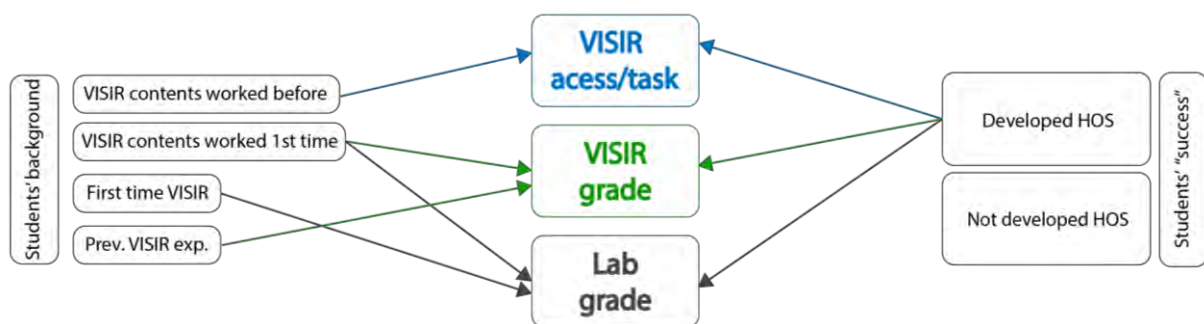 Students' background
VISIR contents worked before
VISIR contents worked 1st time
First time VISIR
Prev. VISIR exp.
VISIR
acess/task
VISIR
grade
Lab
grade
Developed HOS
Not developed HOS
Students' "success"